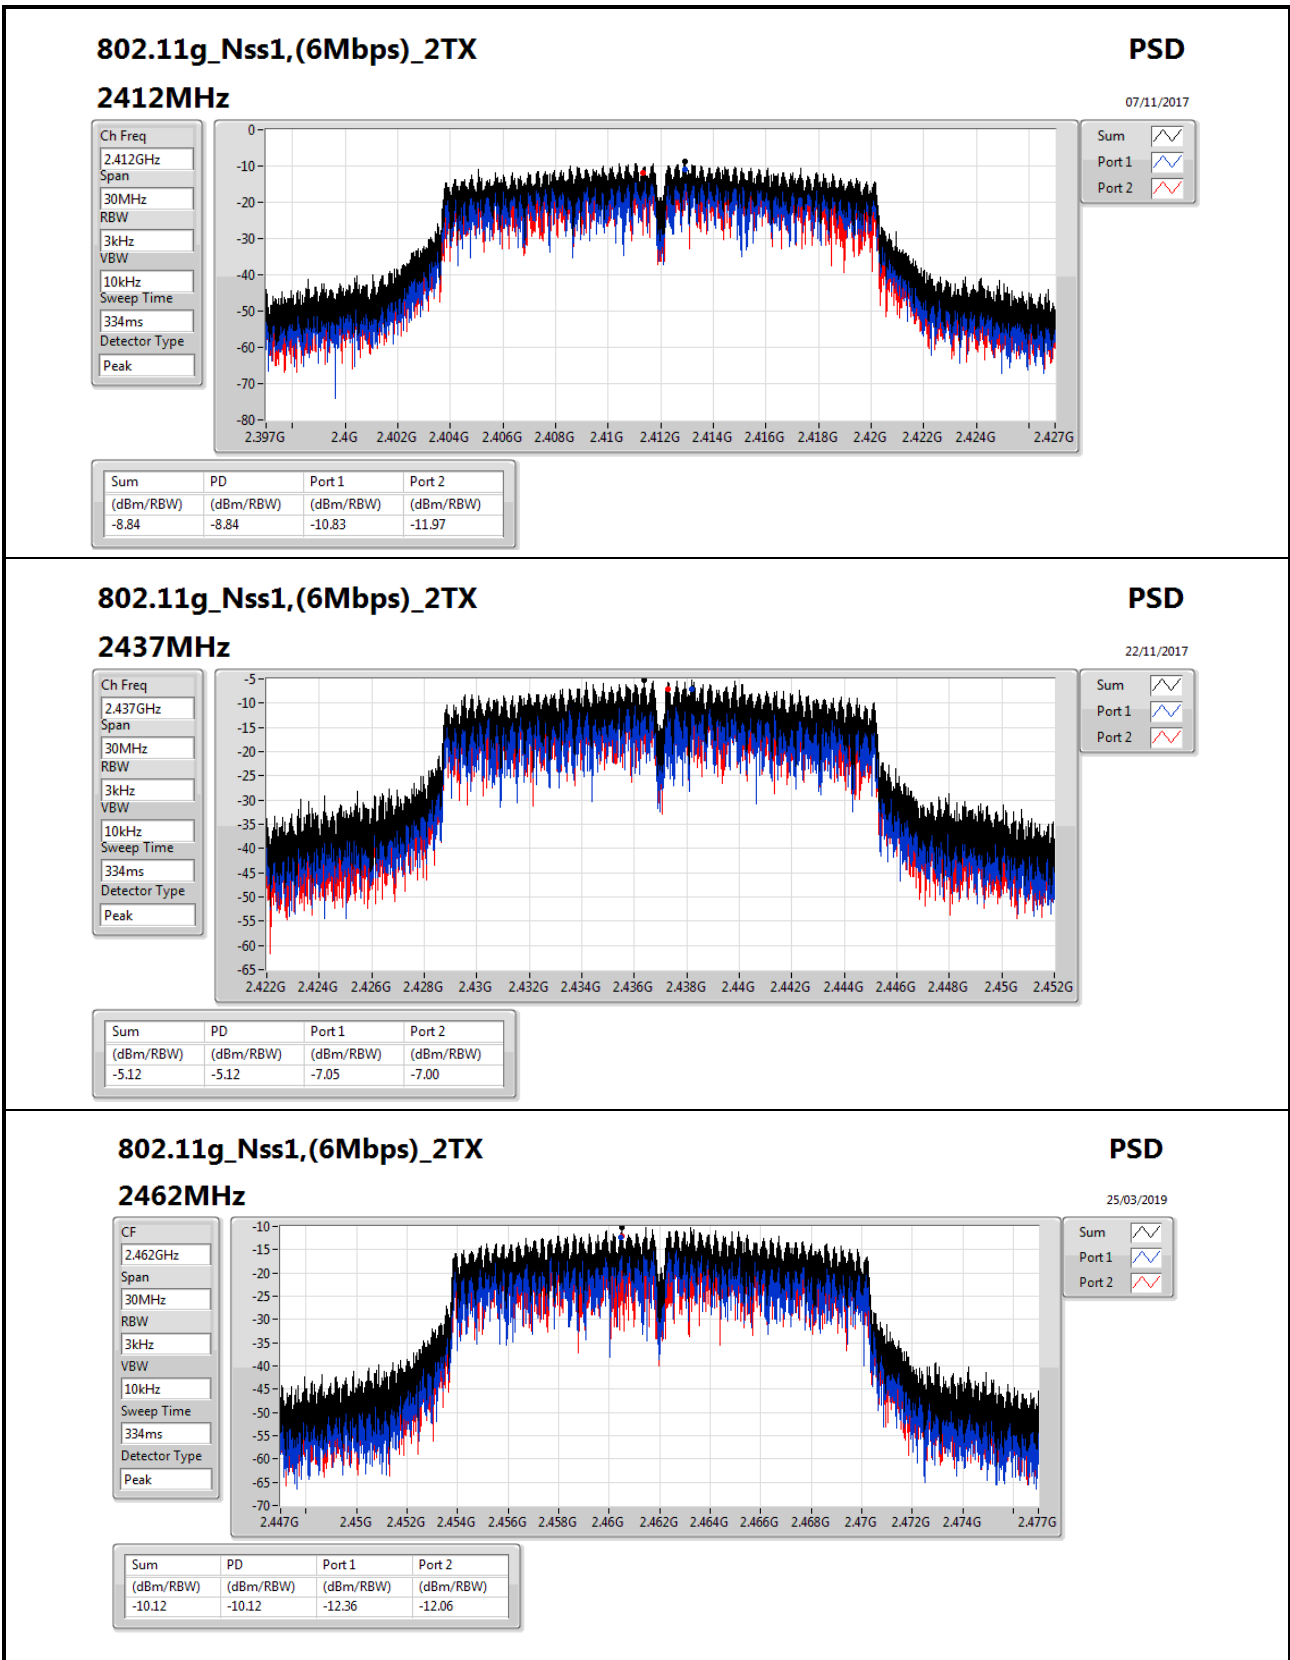 802.11g_Nss1,(6Mbps)_2TX PSD
2412MHz 07/11/2017
Ch Freq
2.412GHz
Span
30MHz
RBW
3kHz
VBW
10kHz
Sweep Time
334ms
Detector Type
Peak
0
-10
-20
-30
-40
-50
-60
-70
-80
2.397G 2.4G 2.402G 2.404G 2.406G 2.408G 2.41G 2.412G 2.414G 2.416G 2.418G 2.42G 2.422G 2.424G 2.427G
Sum
Port 1
Port 2
Sum PD Port 1 Port 2
(dBm/RBW) (dBm/RBW) (dBm/RBW) (dBm/RBW)
-8.84 -8.84 -10.83 -11.97
802.11g_Nss1,(6Mbps)_2TX PSD
2437MHz 22/11/2017
Ch Freq
2.437GHz
Span
30MHz
RBW
3kHz
VBW
10kHz
Sweep Time
334ms
Detector Type
Peak
-5
-10
-15
-20
-25
-30
-35
-40
-45
-50
-55
-60
-65
2.422G 2.424G 2.426G 2.428G 2.43G 2.432G 2.434G 2.436G 2.438G 2.44G 2.442G 2.444G 2.446G 2.448G 2.45G 2.452G
Sum
Port 1
Port 2
Sum PD Port 1 Port 2
(dBm/RBW) (dBm/RBW) (dBm/RBW) (dBm/RBW)
-5.12 -5.12 -7.05 -7.00
802.11g_Nss1,(6Mbps)_2TX PSD
2462MHz 25/03/2019
CF
2.462GHz
Span
30MHz
RBW
3kHz
VBW
10kHz
Sweep Time
334ms
Detector Type
Peak
-10
-15
-20
-25
-30
-35
-40
-45
-50
-55
-60
-65
-70
2.447G 2.45G 2.452G 2.454G 2.456G 2.458G 2.46G 2.462G 2.464G 2.466G 2.468G 2.47G 2.472G 2.474G 2.477G
Sum
Port 1
Port 2
Sum PD Port 1 Port 2
(dBm/RBW) (dBm/RBW) (dBm/RBW) (dBm/RBW)
-10.12 -10.12 -12.36 -12.06